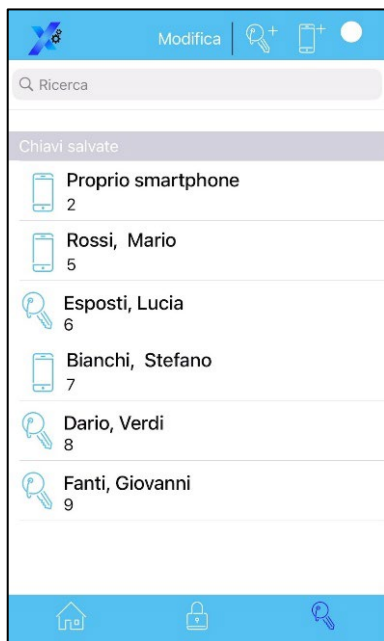 Modifica
Ricerca
Chiavi salvate
Proprio smartphone
2
Rossi, Mario
5
Esposti, Lucia
6
Bianchi, Stefano
7
Dario, Verdi
8
Fanti, Giovanni
9